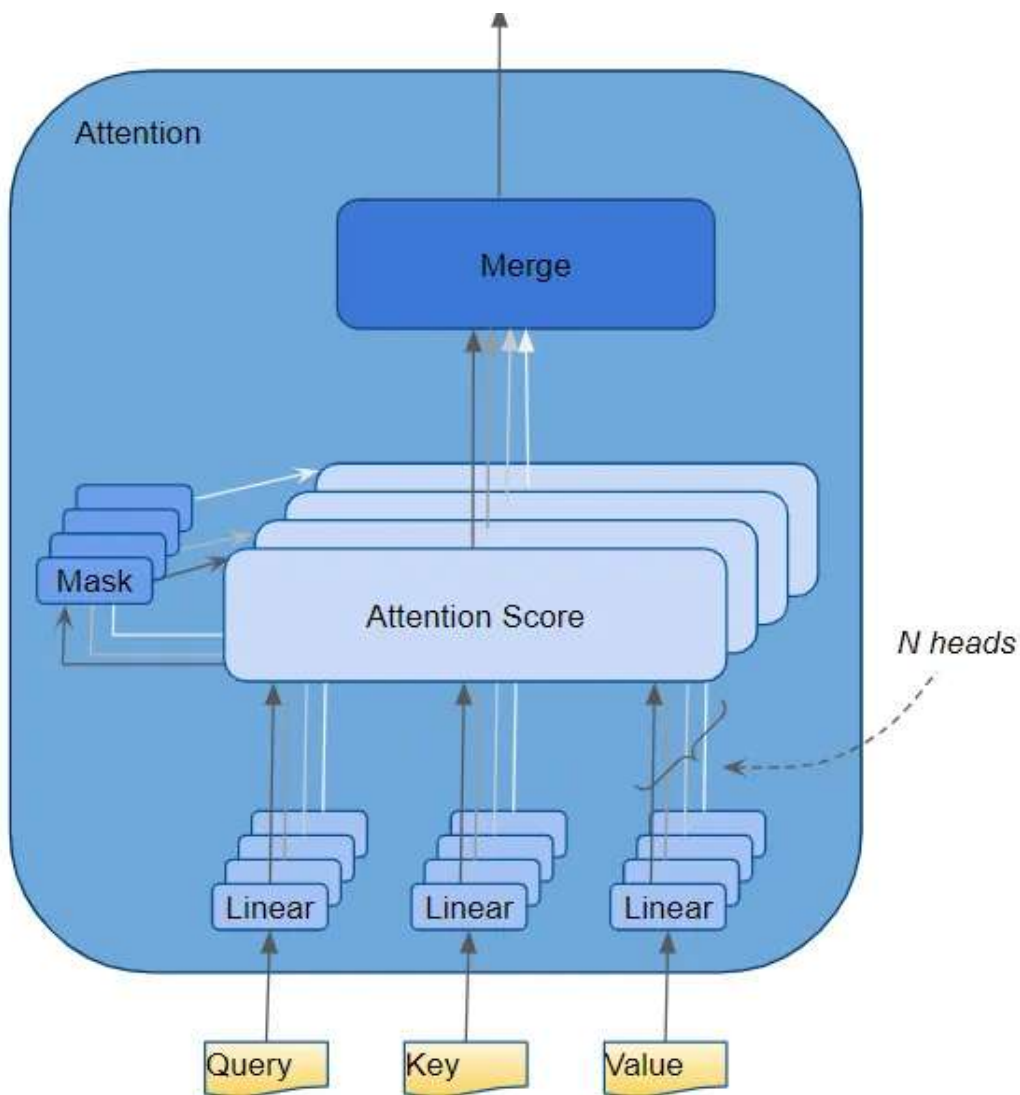 Attention
Merge
Mask
Attention Score
N heads
Linear
Linear
Linear
Query
Key
Value